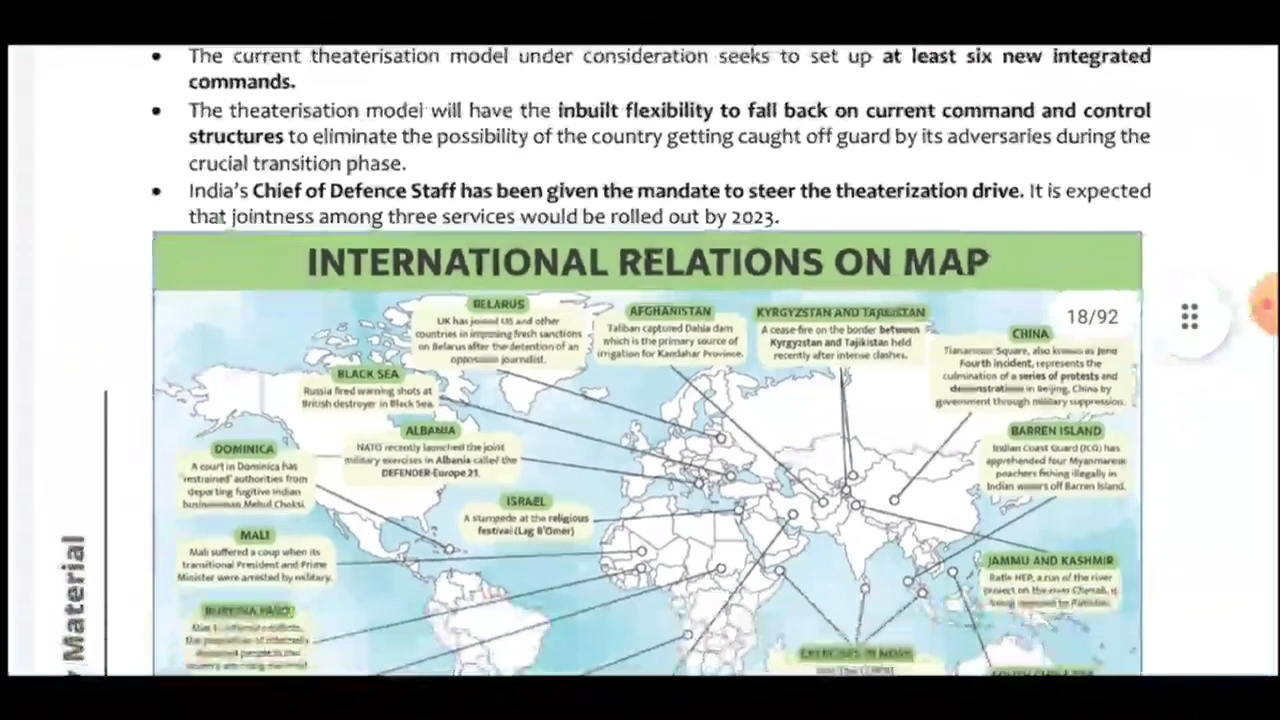 • The current theaterisation model under consideration seeks to set up at least six new integrated
commands.
• The theaterisation model will have the inbuilt flexibility to fall back on current command and control
structures to eliminate the possibility of the country getting caught off guard by its adversaries during the
crucial transition phase.
• India's Chief of Defence Staff has been given the mandate to steer the theaterization drive. It is expected
that jointness among three services would be rolled out by 2023.
INTERNATIONAL RELATIONS ON MAP
18/92
BELARUS
UK has joined US and other
countries in imposing fresh sanctions
on Belarus after the detention of an
opposition journalist.
AFGHANISTAN
Taliban captured Dahla dam
which is the primary source of
irrigation for Kandahar Province.
KYRGYZSTAN AND TAJIKISTAN
A cease-fire on the border between
Kyrgyzstan and Tajikistan held
recently after intense clashes.
CHINA
Tiananmen Square, also known as June
Fourth incident, represents the
culmination of a series of protests and
demonstrations in Beijing, China by
government through military suppression.
BLACK SEA
Russia fired warning shots at
British destroyer in Black Sea.
ALBANIA
NATO recently launched the joint
military exercises in Albania called the
DEFENDER-Europe 21.
BARREN ISLAND
Indian Coast Guard (ICG) has
apprehended four Myanmarese
poachers fishing illegally in
Indian waters off Barren Island.
DOMINICA
A court in Dominica has
'restrained' authorities from
deporting fugitive Indian
businessman Mehul Choksi.
ISRAEL
A stampede at the religious
festival (Lag B'Omer)
MALI
Mali suffered a coup when its
transitional President and Prime
Minister were arrested by military.
JAMMU AND KASHMIR
Ratle HEP, a run of the river
project on the river Chenab, is
being opposed by Pakistan.
BURKINA FASO
Material